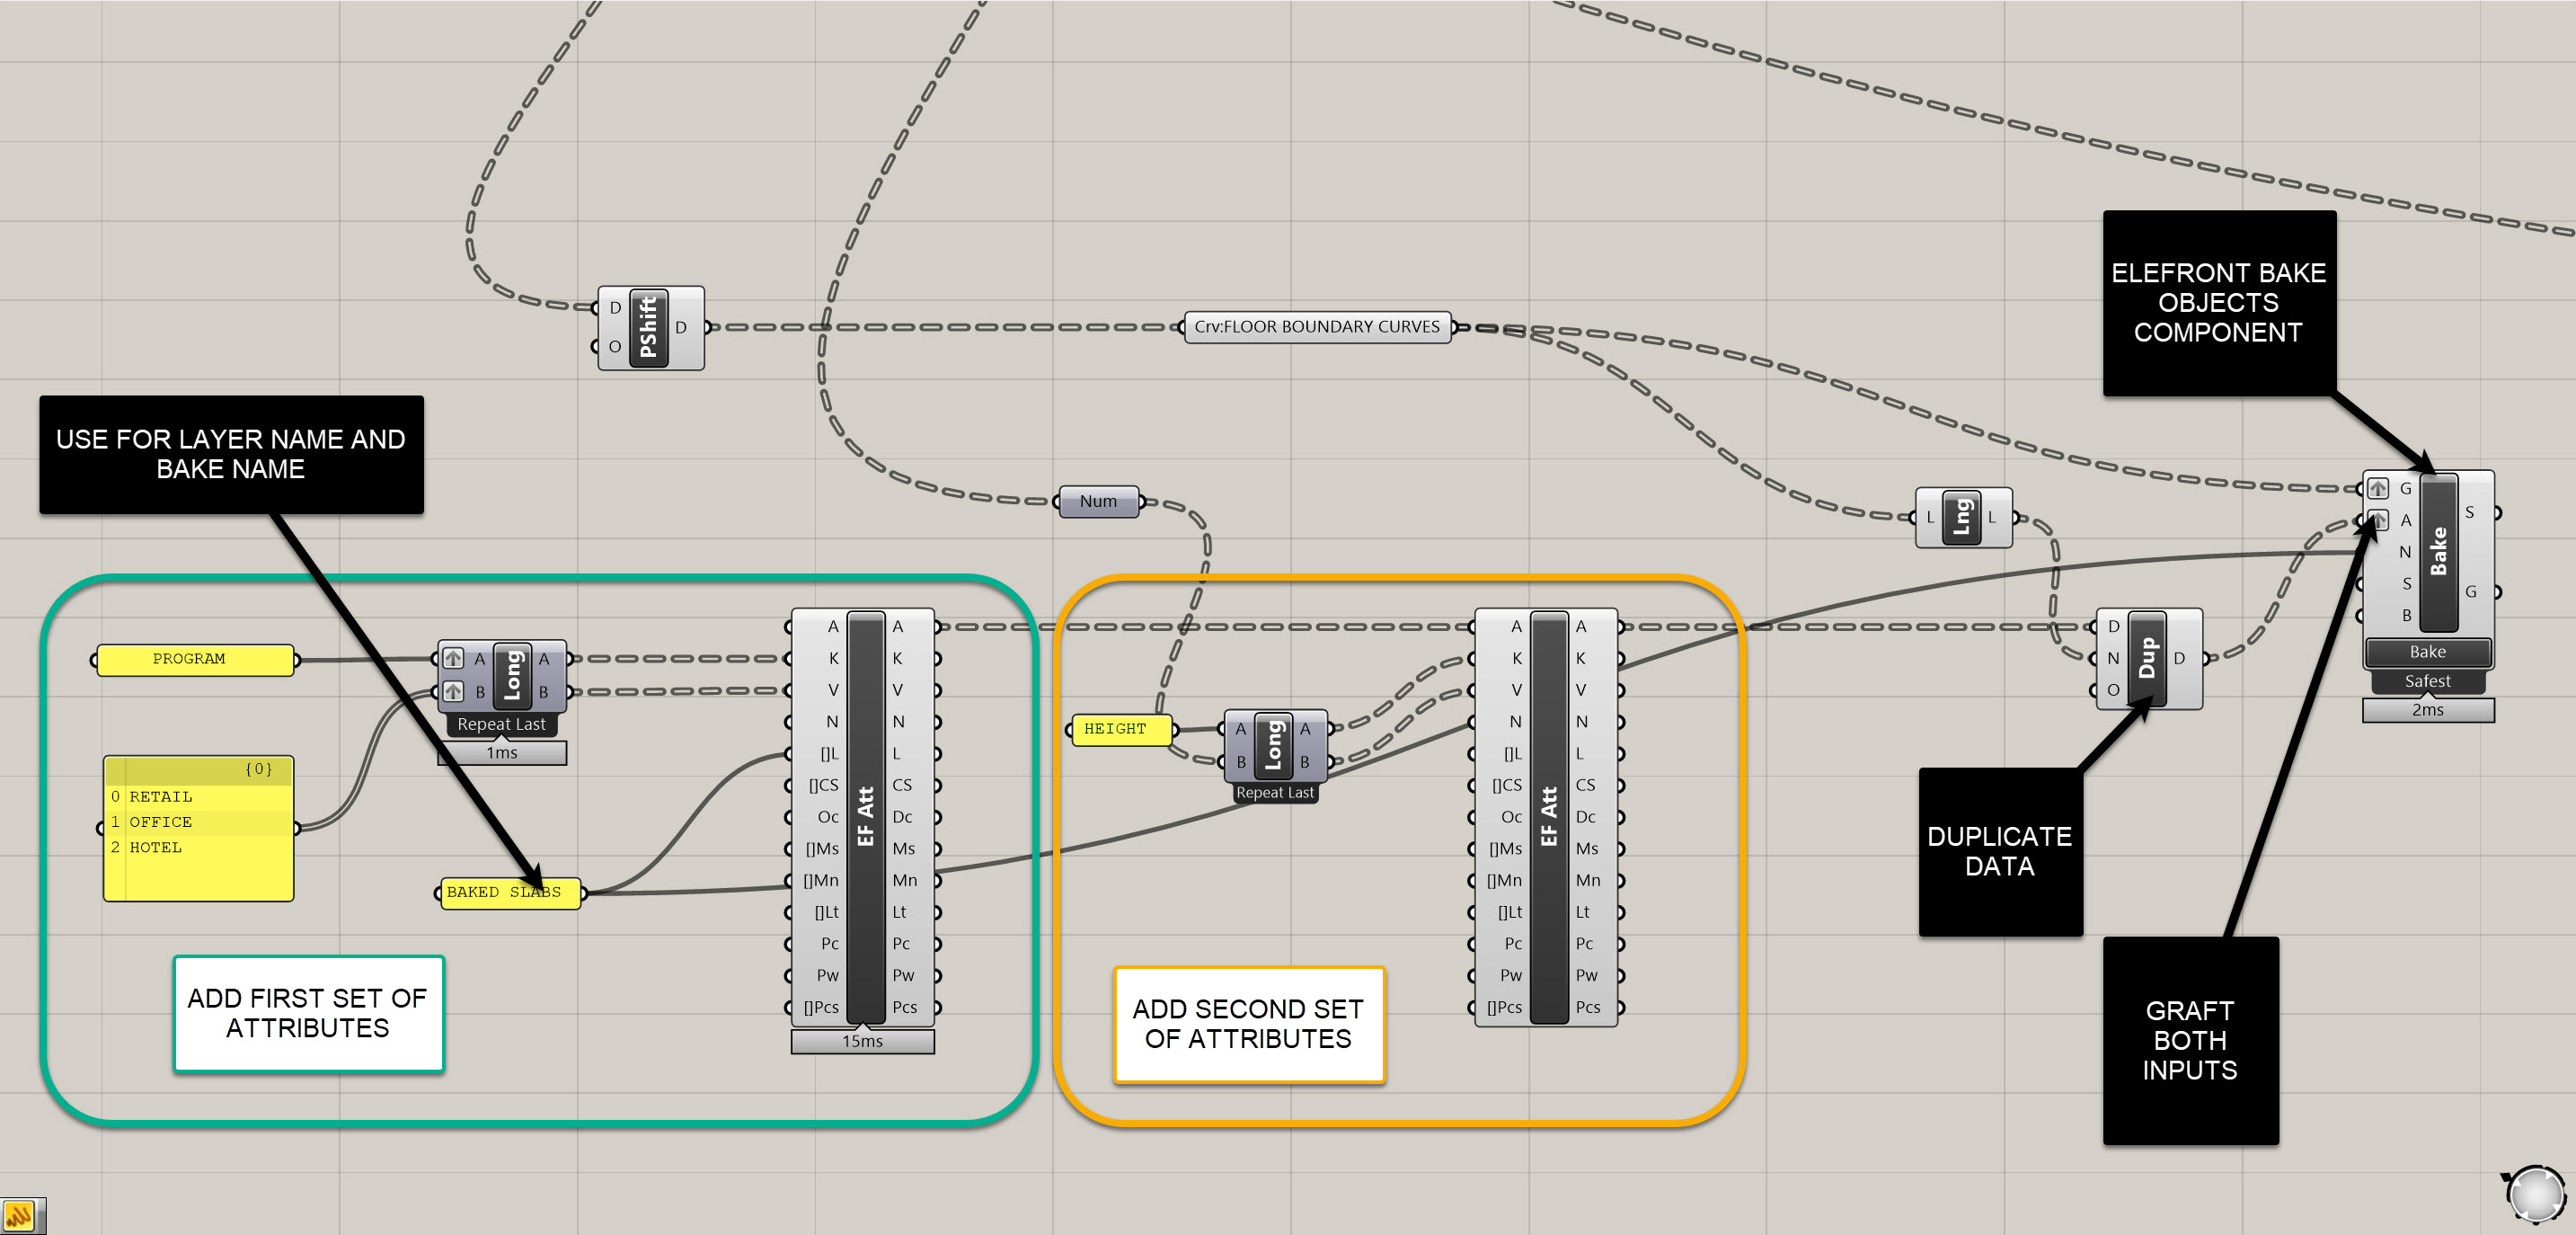 ELEFRONT BAKE
OBJECTS
COMPONENT
D
O
PShift
D
Crv:FLOOR BOUNDARY CURVES
USE FOR LAYER NAME AND
BAKE NAME
Num
L
Lng
L
G
A
N
S
B
Bake
S
G
Bake
Safest
2ms
PROGRAM
A
B
Long
A
B
Repeat Last
1ms
{0}
0 RETAIL
1 OFFICE
2 HOTEL
BAKED SLABS
A
K
V
N
[]L
[]CS
Oc
[]Ms
[]Mn
[]Lt
Pc
Pw
[]Pcs
EF Att
A
K
V
N
L
CS
Dc
Ms
Mn
Lt
Pc
Pw
Pcs
15ms
ADD FIRST SET OF
ATTRIBUTES
HEIGHT
A
B
Long
A
B
Repeat Last
A
K
V
N
[]L
[]CS
Oc
[]Ms
[]Mn
[]Lt
Pc
Pw
[]Pcs
EF Att
A
K
V
N
L
CS
Dc
Ms
Mn
Lt
Pc
Pw
Pcs
ADD SECOND SET
OF ATTRIBUTES
D
N
O
Dup
D
DUPLICATE
DATA
GRAFT
BOTH
INPUTS